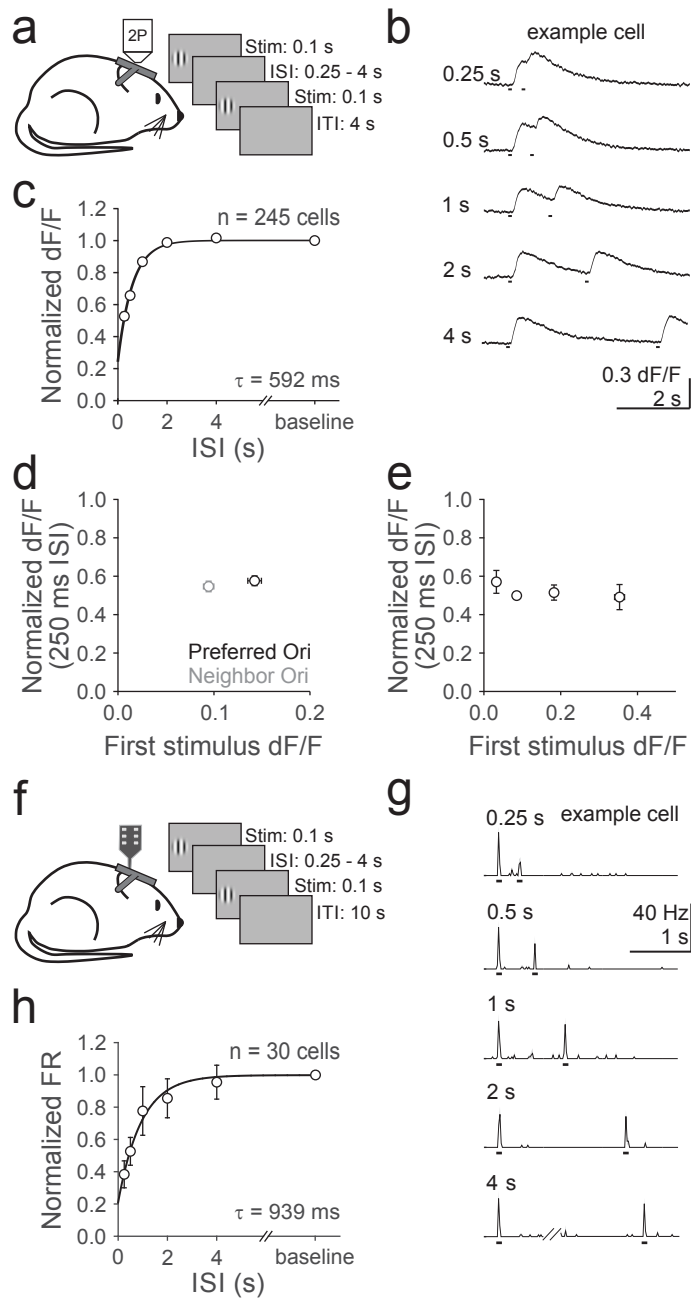 a
2P
Stim: 0.1 s
ISI: 0.25 - 4 s
Stim: 0.1 s
ITI: 4 s
b
example cell
0.25 s
0.5 s
1 s
2 s
4 s
0.3 dF/F
2 s
c
Normalized dF/F
1.2
1.0
0.8
0.6
0.4
0.2
0.0
n = 245 cells
τ = 592 ms
0
2
4
baseline
ISI (s)
d
Normalized dF/F
(250 ms ISI)
1.0
0.8
0.6
0.4
0.2
0.0
Preferred Ori
Neighbor Ori
0.0
0.1
0.2
First stimulus dF/F
e
Normalized dF/F
(250 ms ISI)
1.0
0.8
0.6
0.4
0.2
0.0
0.0
0.2
0.4
First stimulus dF/F
f
Stim: 0.1 s
ISI: 0.25 - 4 s
Stim: 0.1 s
ITI: 10 s
g
example cell
0.25 s
0.5 s
40 Hz
1 s
1 s
2 s
4 s
h
Normalized FR
1.2
1.0
0.8
0.6
0.4
0.2
0.0
n = 30 cells
τ = 939 ms
0
2
4
baseline
ISI (s)